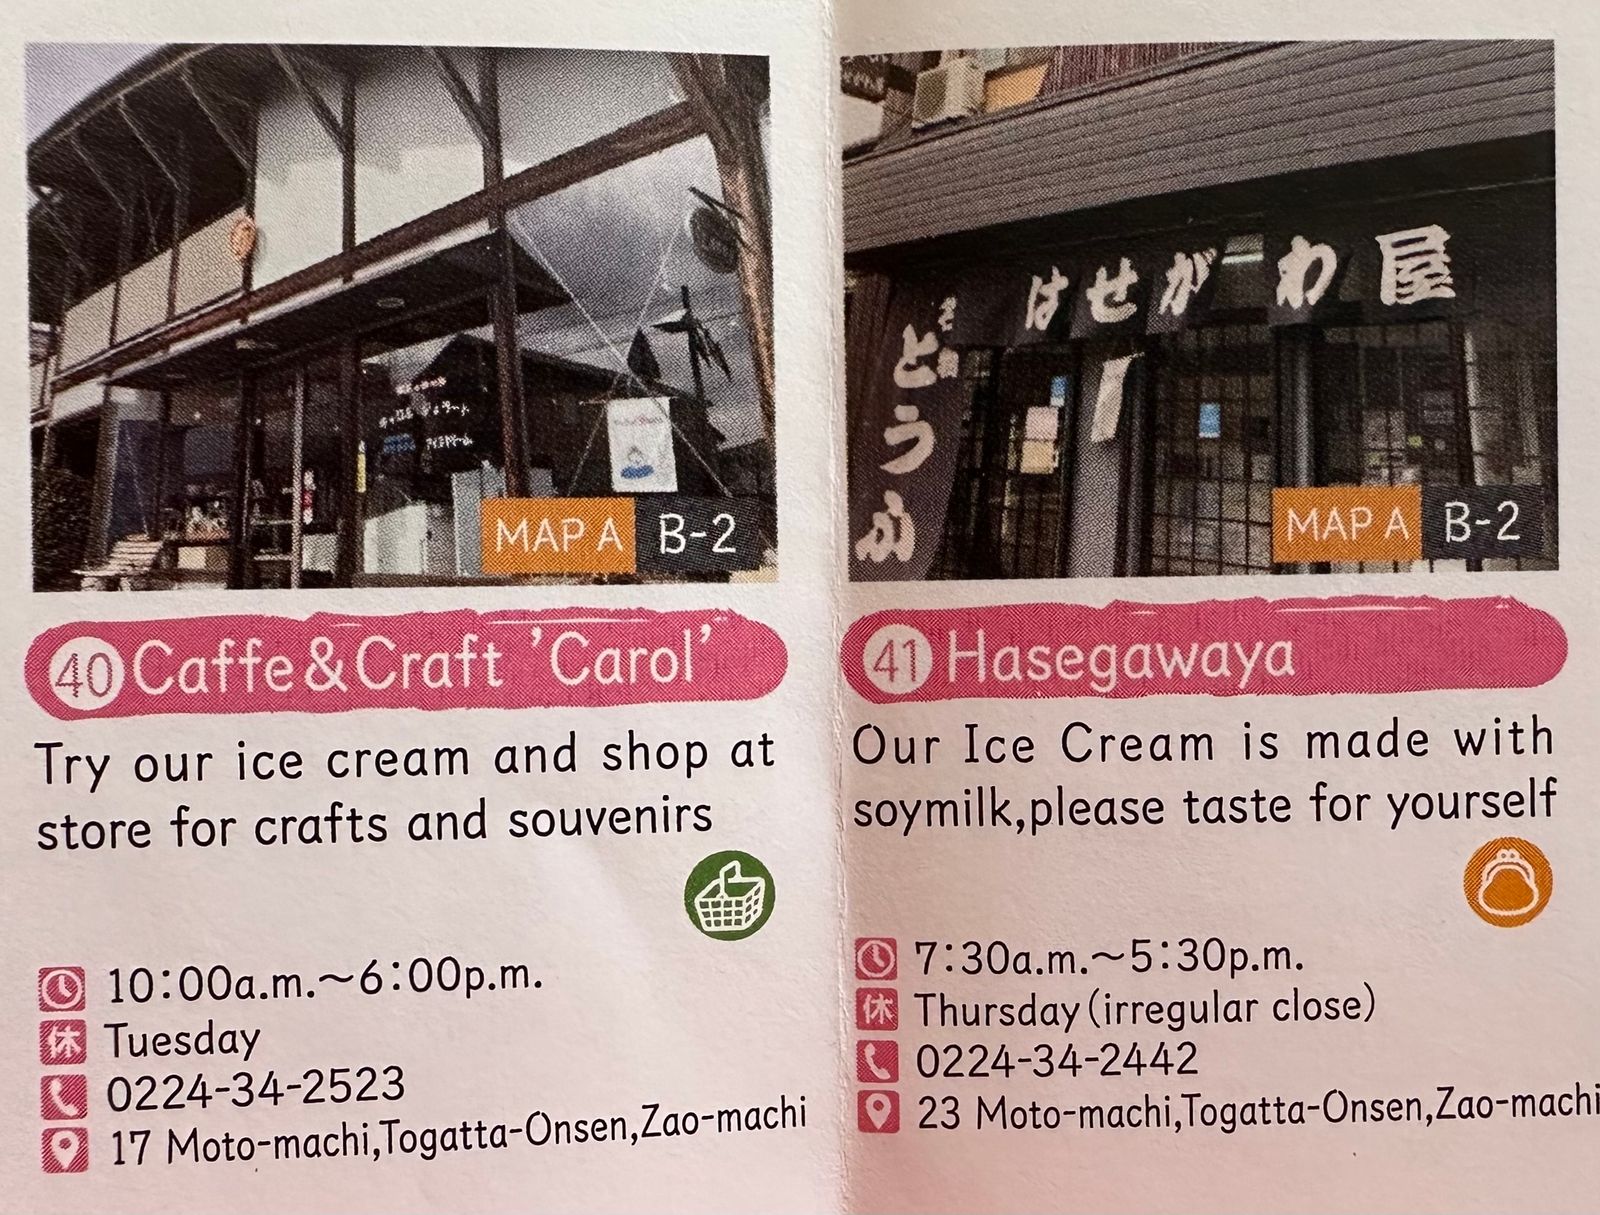 はせがわ屋
とうふ
MAP A B-2
40 Caffe&Craft 'Carol'
Try our ice cream and shop at
store for crafts and souvenirs
10:00a.m.~6:00p.m.
休 Tuesday
0224-34-2523
17 Moto-machi,Togatta-Onsen,Zao-machi
MAP A B-2
41 Hasegawaya
Our Ice Cream is made with
soymilk,please taste for yourself
7:30a.m.~5:30p.m.
休 Thursday(irregular close)
0224-34-2442
23 Moto-machi,Togatta-Onsen,Zao-machi